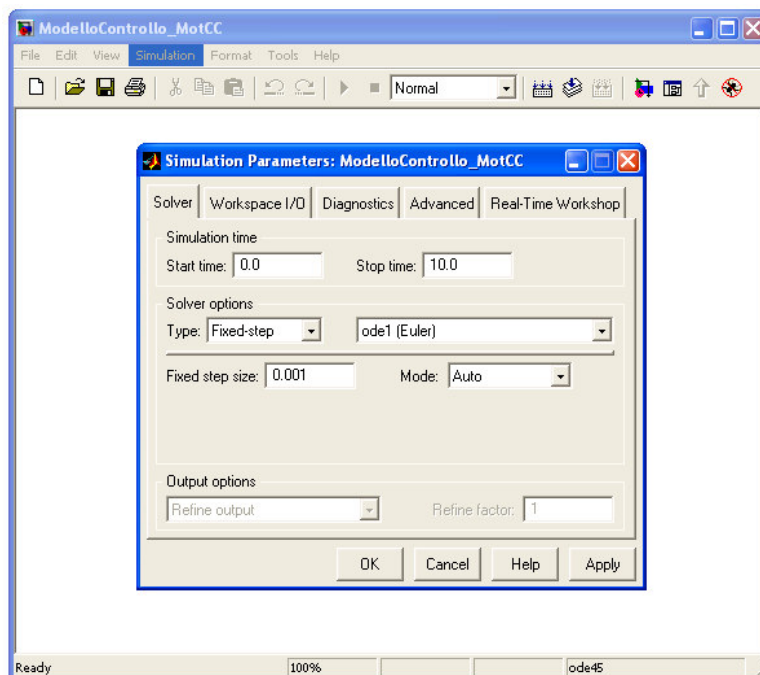 ModelloControllo_MotCC
File Edit View Simulation Format Tools Help
Normal
Simulation Parameters: ModelloControllo_MotCC
Solver Workspace I/O Diagnostics Advanced Real-Time Workshop
Simulation time
Start time: 0.0 Stop time: 10.0
Solver options
Type: Fixed-step ode1 (Euler)
Fixed step size: 0.001 Mode: Auto
Output options
Refine output Refine factor: 1
OK Cancel Help Apply
Ready 100% ode45